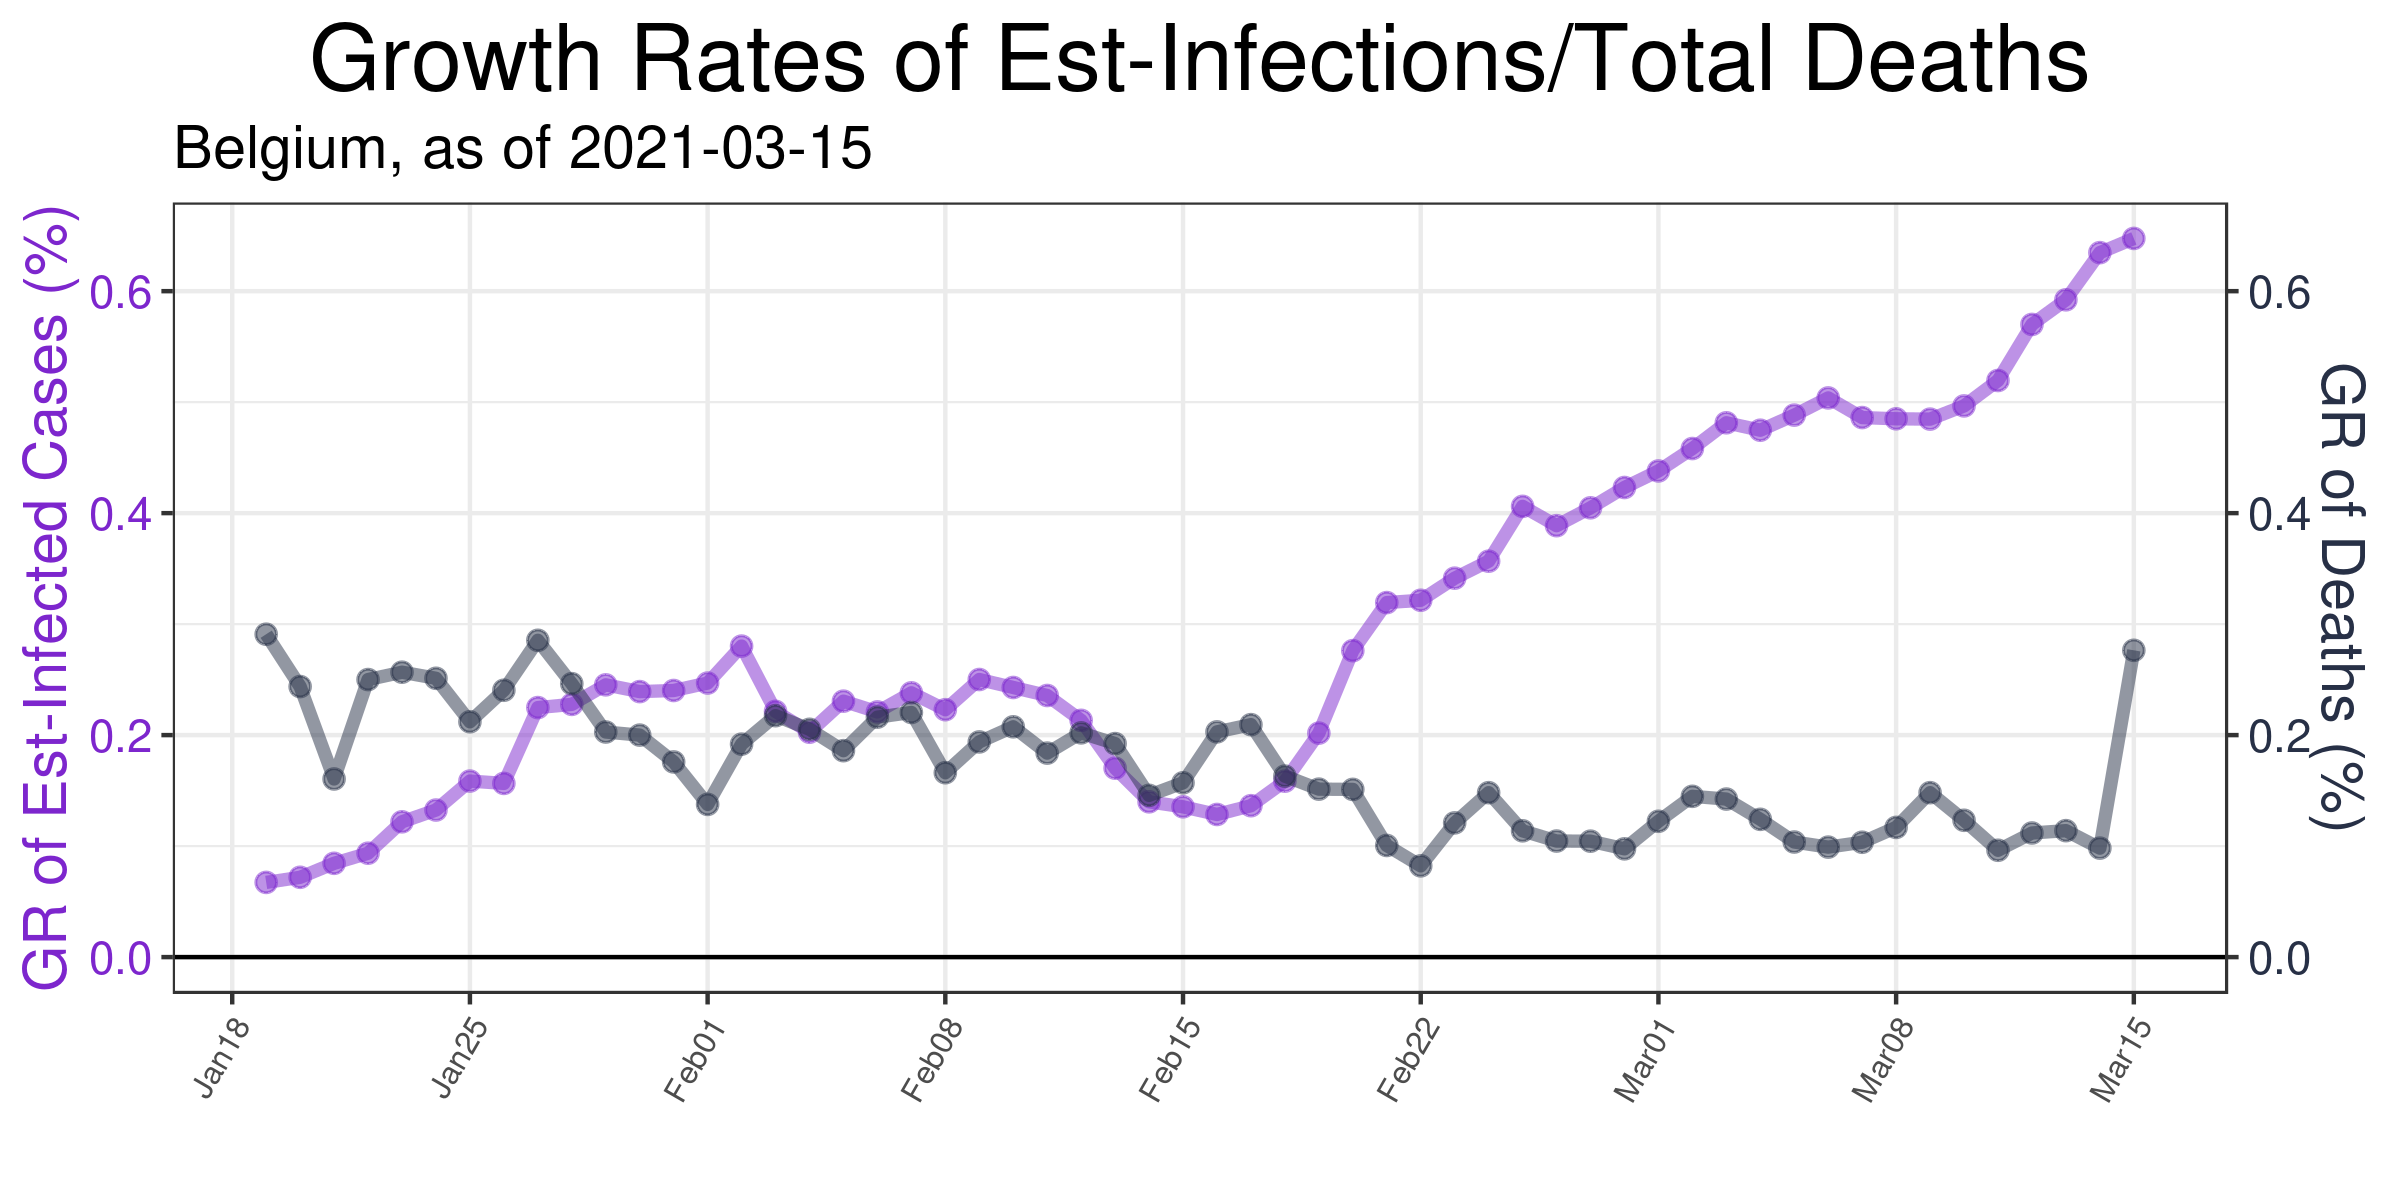 Growth Rates of Est-Infections/Total Deaths
Belgium, as of 2021-03-15
GR of Est-Infected Cases (%)
0.6
0.4
0.2
0.0
0.6
0.4
0.2
0.0
GR of Deaths (%)
Jan18
Jan25
Feb01
Feb08
Feb15
Feb22
Mar01
Mar08
Mar15